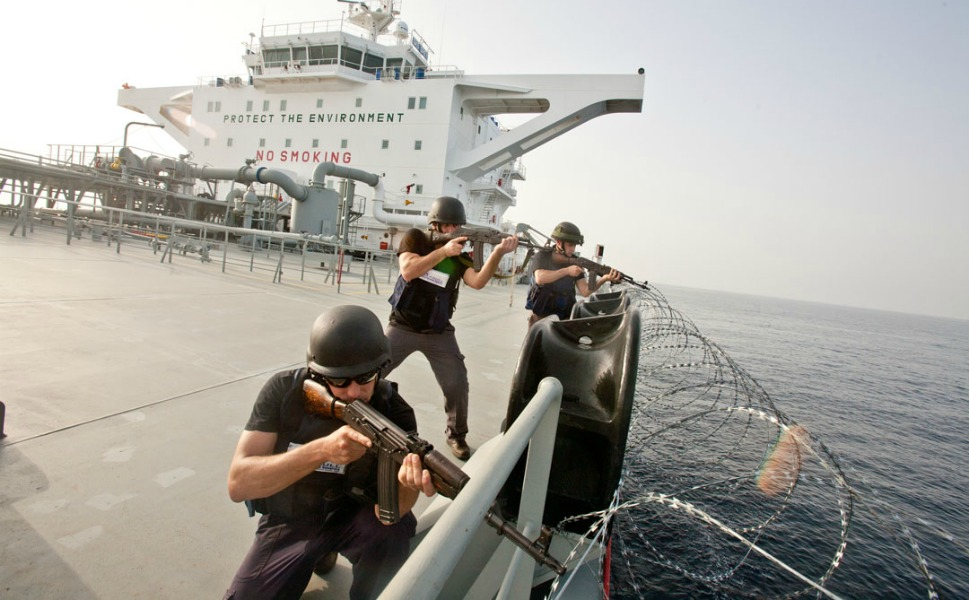 PROTECT THE ENVIRONMENT
NO SMOKING